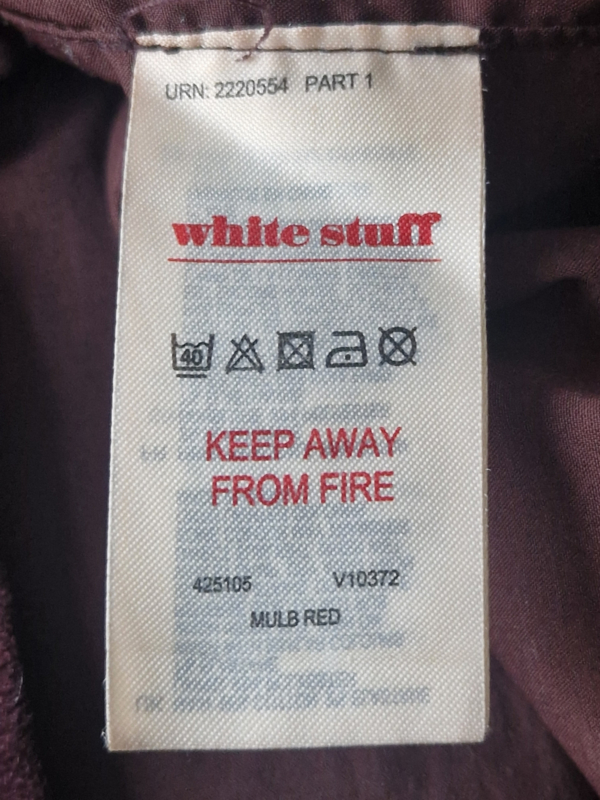 URN: 2220554 PART 1
white stuff
40
KEEP AWAY
FROM FIRE
425105 V10372
MULB RED